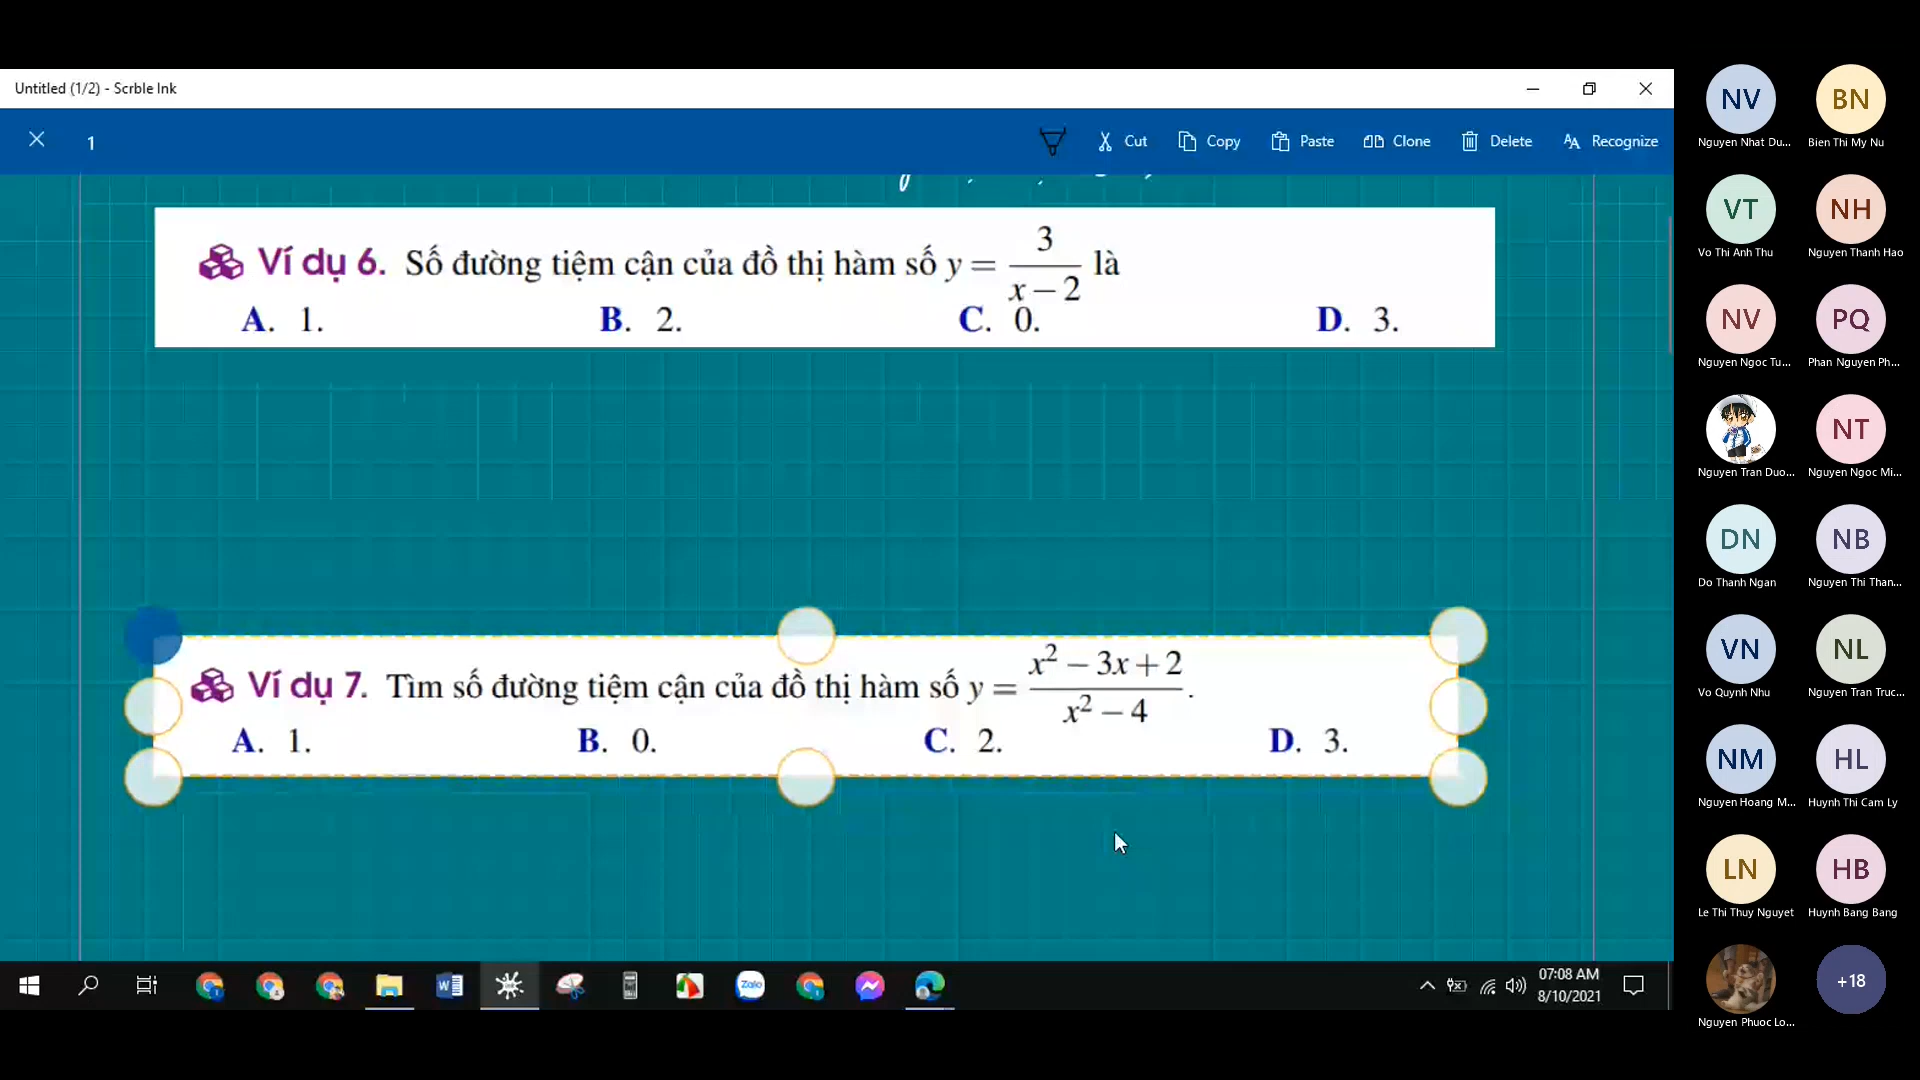 Untitled (1/2) - Scrble Ink
1
Cut
Copy
Paste
Clone
Delete
Recognize
Ví dụ 6. Số đường tiệm cận của đồ thị hàm số y = 3 / (x − 2) là
A. 1. B. 2. C. 0. D. 3.
Ví dụ 7. Tìm số đường tiệm cận của đồ thị hàm số y = (x² − 3x + 2) / (x² − 4).
A. 1. B. 0. C. 2. D. 3.
Zalo
07:08 AM
8/10/2021
NV BN
Nguyen Nhat Du... Bien Thi My Nu
VT NH
Vo Thi Anh Thu Nguyen Thanh Hao
NV PQ
Nguyen Ngoc Tu... Phan Nguyen Ph...
NT
Nguyen Tran Duo... Nguyen Ngoc Mi...
DN NB
Do Thanh Ngan Nguyen Thi Than...
VN NL
Vo Quynh Nhu Nguyen Tran Truc...
NM HL
Nguyen Hoang M... Huynh Thi Cam Ly
LN HB
Le Thi Thuy Nguyet Huynh Bang Bang
+18
Nguyen Phuoc Lo...